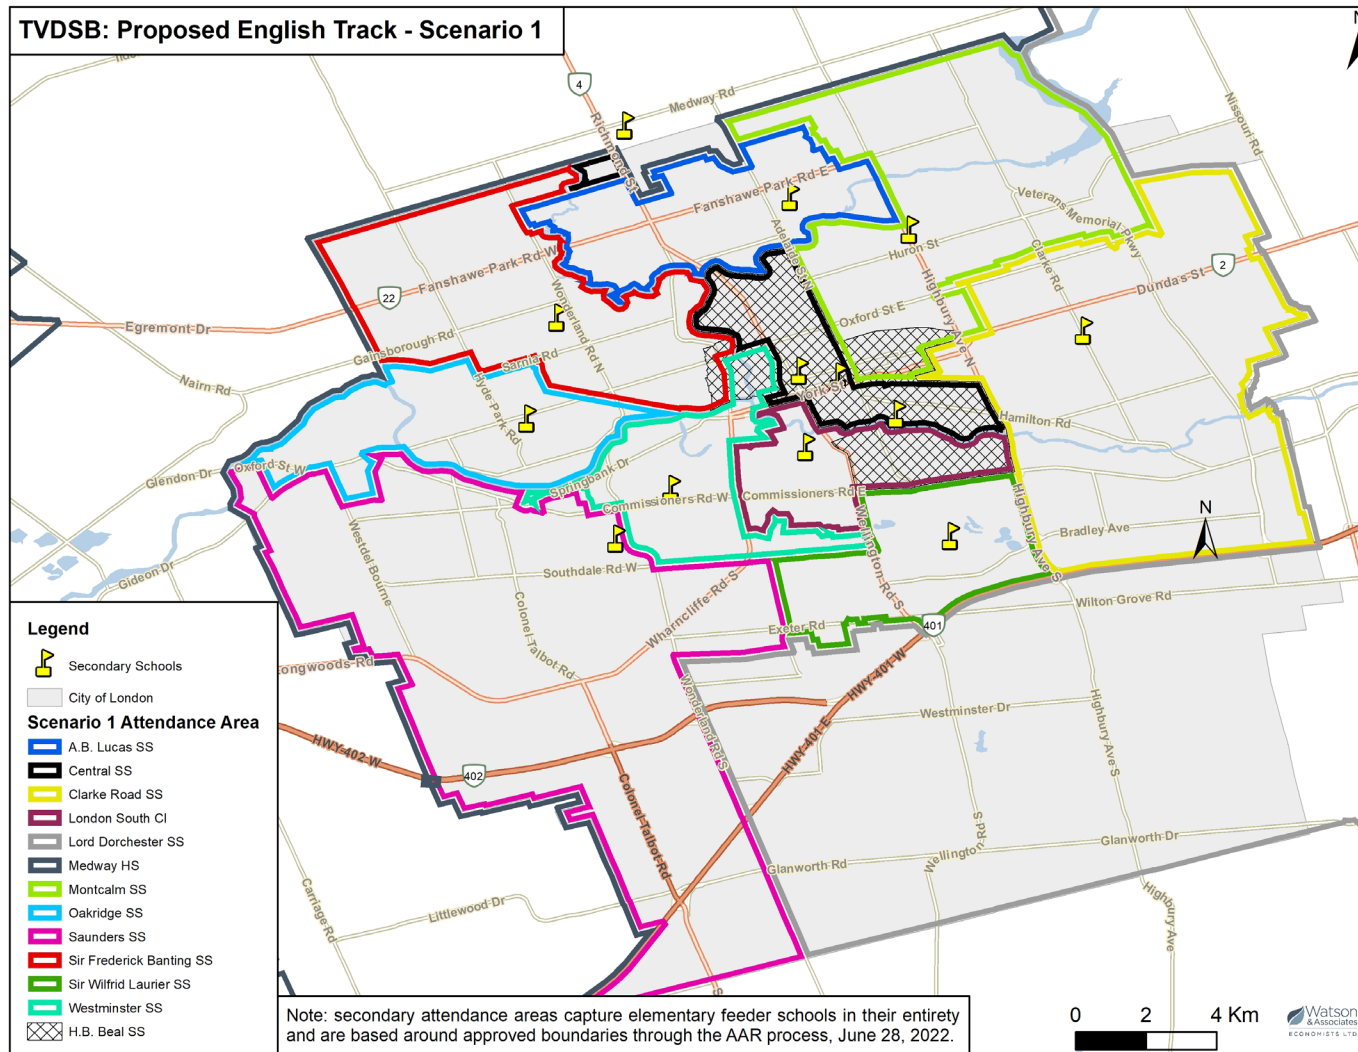 TVDSB: Proposed English Track - Scenario 1
N
4
Medway Rd
Richmond St
Nissouri Rd
Fanshawe Park Rd E
Veterans Memorial Pkwy
Adelaide St N
Huron St
Clarke Rd
2
Dundas St
Fanshawe Park Rd W
22
Wonderland Rd N
Highbury Ave N
Oxford St E
Egremont Dr
Gainsborough Rd
Sarnia Rd
Nairn Rd
Hyde Park Rd
York St
Hamilton Rd
Glendon Dr
Oxford St W
Springbank Dr
Commissioners Rd W
Commissioners Rd E
Highbury Ave S
N
Bradley Ave
Gideon Dr
Westdel Bourne
Southdale Rd W
Wellington Rd S
Colonel Talbot Rd
Wharncliffe Rd S
Exeter Rd
401
Wilton Grove Rd
Longwoods Rd
Wonderland Rd S
HWY-401-W
Westminster Dr
Highbury Ave S
HWY-402-W
402
HWY-401-E
Colonel Talbot Rd
Wellington Rd S
Glanworth Dr
Glanworth Rd
Carriage Rd
Littlewood Dr
Highbury Ave
Legend
Secondary Schools
City of London
Scenario 1 Attendance Area
A.B. Lucas SS
Central SS
Clarke Road SS
London South CI
Lord Dorchester SS
Medway HS
Montcalm SS
Oakridge SS
Saunders SS
Sir Frederick Banting SS
Sir Wilfrid Laurier SS
Westminster SS
H.B. Beal SS
Note: secondary attendance areas capture elementary feeder schools in their entirety
and are based around approved boundaries through the AAR process, June 28, 2022.
0 2 4 Km
Watson
& Associates
ECONOMISTS LTD.